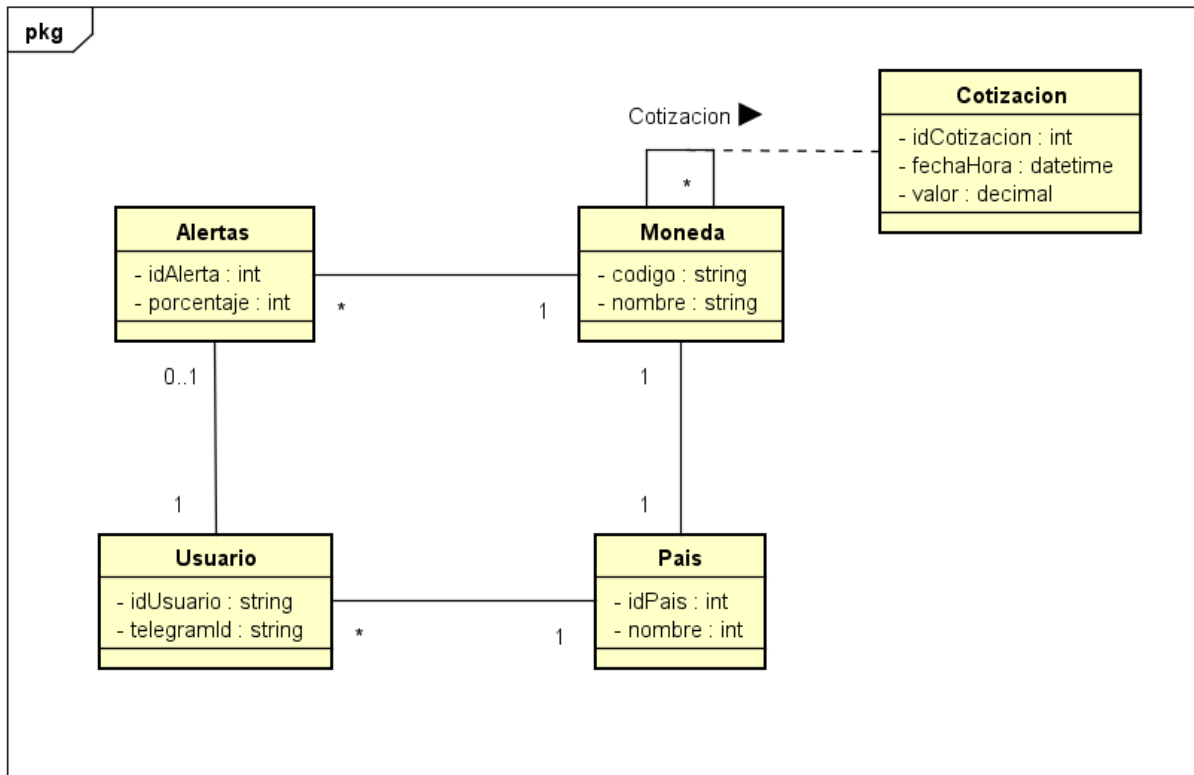 pkg
Cotizacion
- idCotizacion : int
- fechaHora : datetime
- valor : decimal
Cotizacion ▶
*
Alertas
- idAlerta : int
- porcentaje : int
Moneda
- codigo : string
- nombre : string
*
1
0..1
1
1
1
Usuario
- idUsuario : string
- telegramId : string
Pais
- idPais : int
- nombre : int
*
1